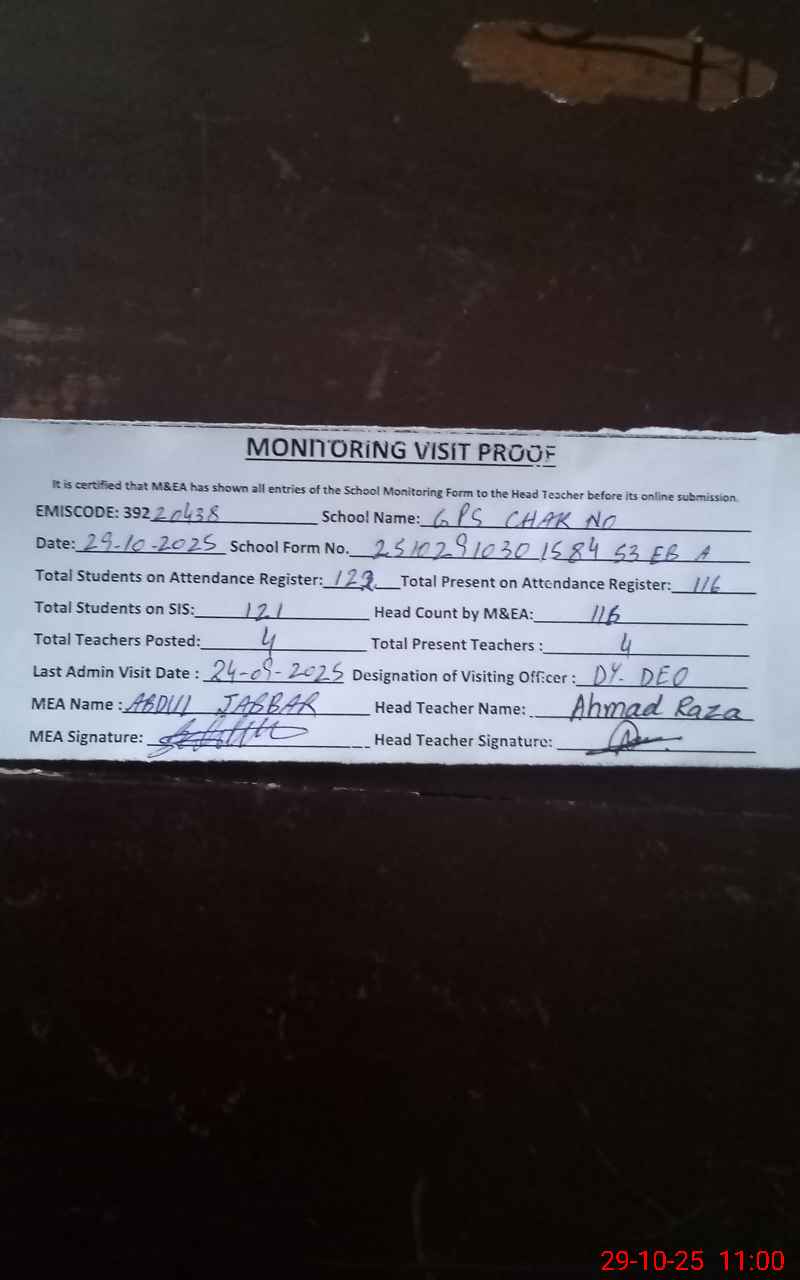 MONITORING VISIT PROOF
It is certified that M&EA has shown all entries of the School Monitoring Form to the Head Teacher before its online submission.
EMISCODE: 39220438 School Name: GPS CHAK NO
Date: 29-10-2025 School Form No. 2510291030 1584 53 EB A
Total Students on Attendance Register: 122 Total Present on Attendance Register: 116
Total Students on SIS: 121 Head Count by M&EA: 116
Total Teachers Posted: 4 Total Present Teachers : 4
Last Admin Visit Date : 24-09-2025 Designation of Visiting Officer : DY. DEO
MEA Name : ABDUl JABBAR Head Teacher Name: Ahmad Raza
MEA Signature: Head Teacher Signature:
29-10-25 11:00